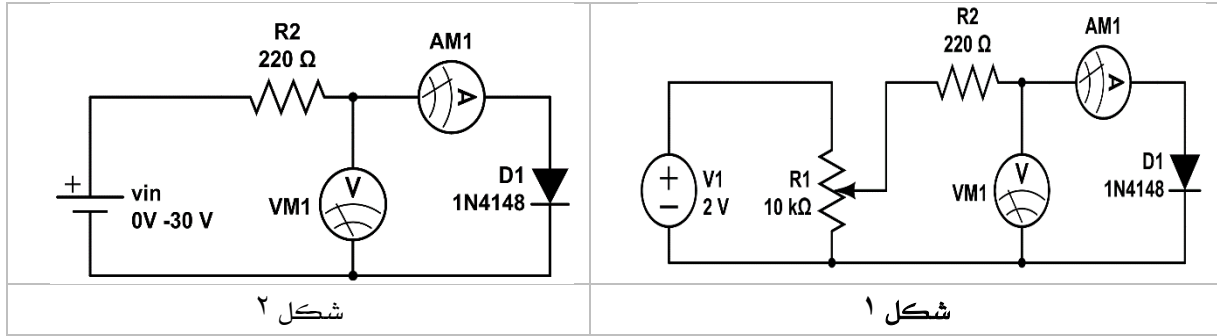 R2
220 Ω
AM1
A
+
vin
0V -30 V
V
VM1
D1
1N4148
شكل ٢
R2
220 Ω
AM1
A
+
−
V1
2 V
R1
10 kΩ
V
VM1
D1
1N4148
شكل ١